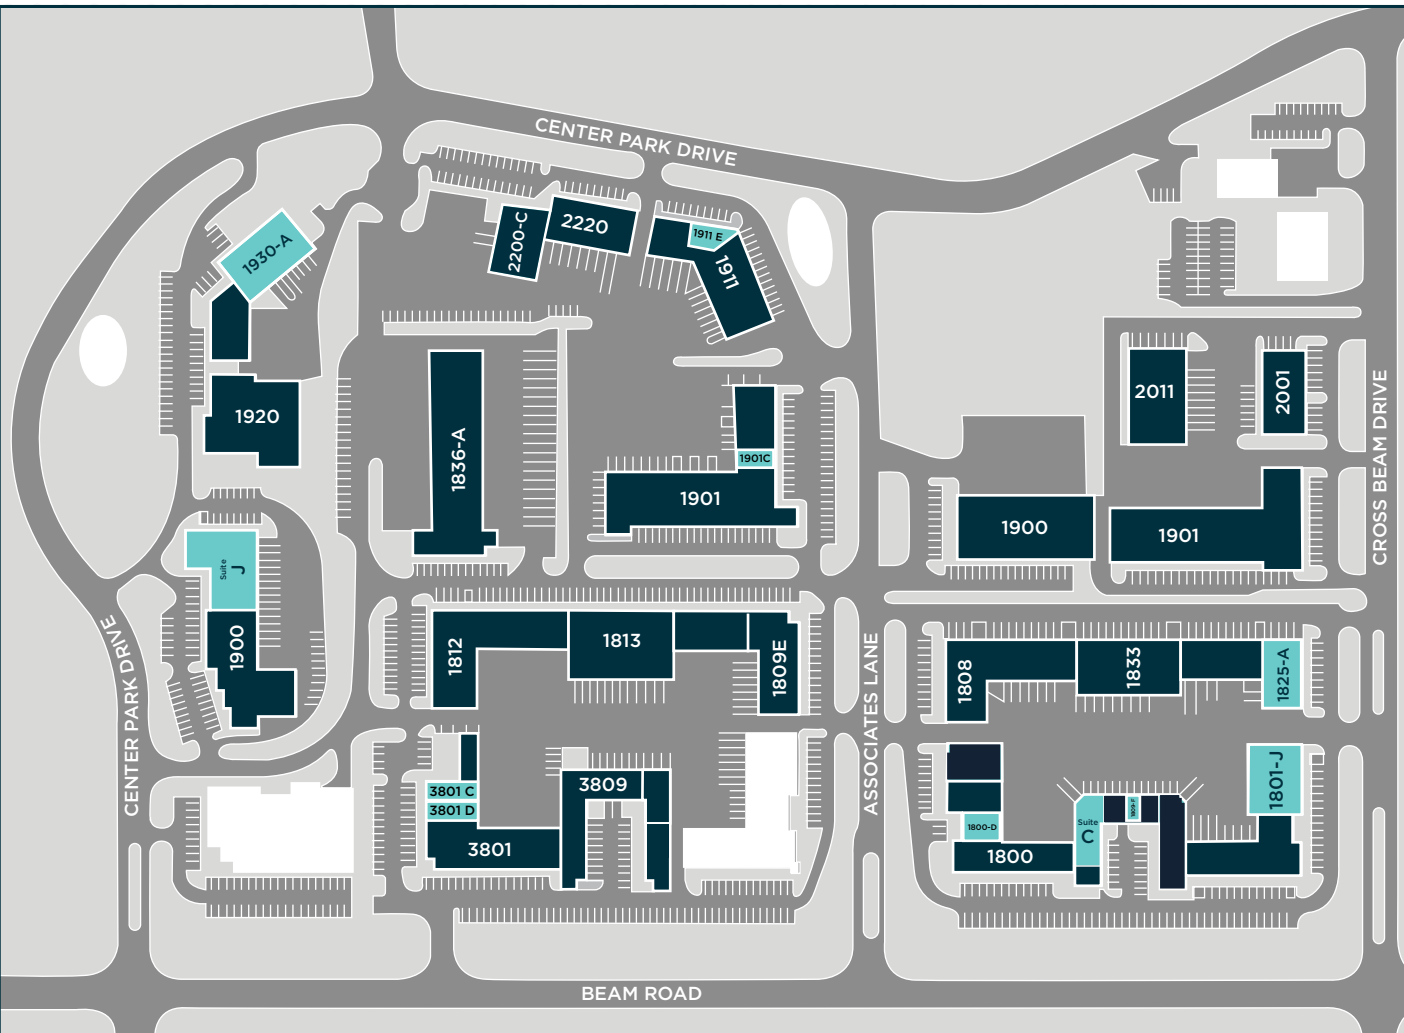 CENTER PARK DRIVE
2200-C
2220
1911 E
1911
1930-A
1920
1836-A
1901C
1901
2011
2001
CROSS BEAM DRIVE
1900
1901
Suite
J
1900
CENTER PARK DRIVE
1812
1813
1809E
ASSOCIATES LANE
1808
1833
1825-A
3801 C
3801 D
3801
3809
1800-D
1800
Suite
C
1801-J
BEAM ROAD